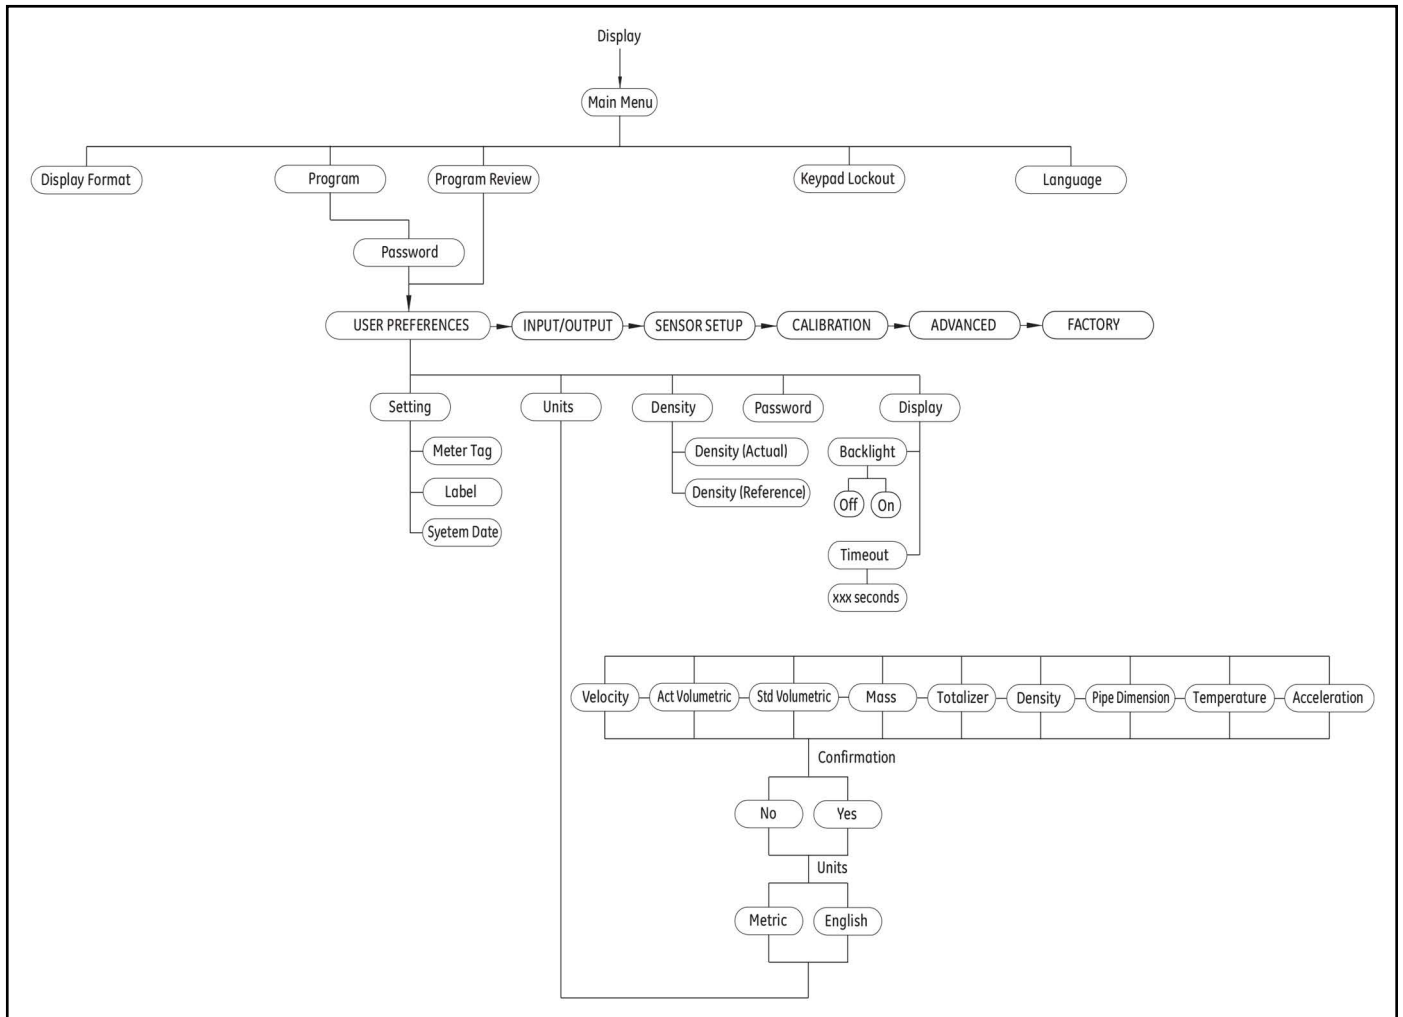 Display
Main Menu
Display Format
Program
Program Review
Keypad Lockout
Language
Password
USER PREFERENCES
INPUT/OUTPUT
SENSOR SETUP
CALIBRATION
ADVANCED
FACTORY
Setting
Units
Density
Password
Display
Meter Tag
Density (Actual)
Backlight
Label
Density (Reference)
Off
On
Syetem Date
Timeout
xxx seconds
Velocity
Act Volumetric
Std Volumetric
Mass
Totalizer
Density
Pipe Dimension
Temperature
Acceleration
Confirmation
No
Yes
Units
Metric
English